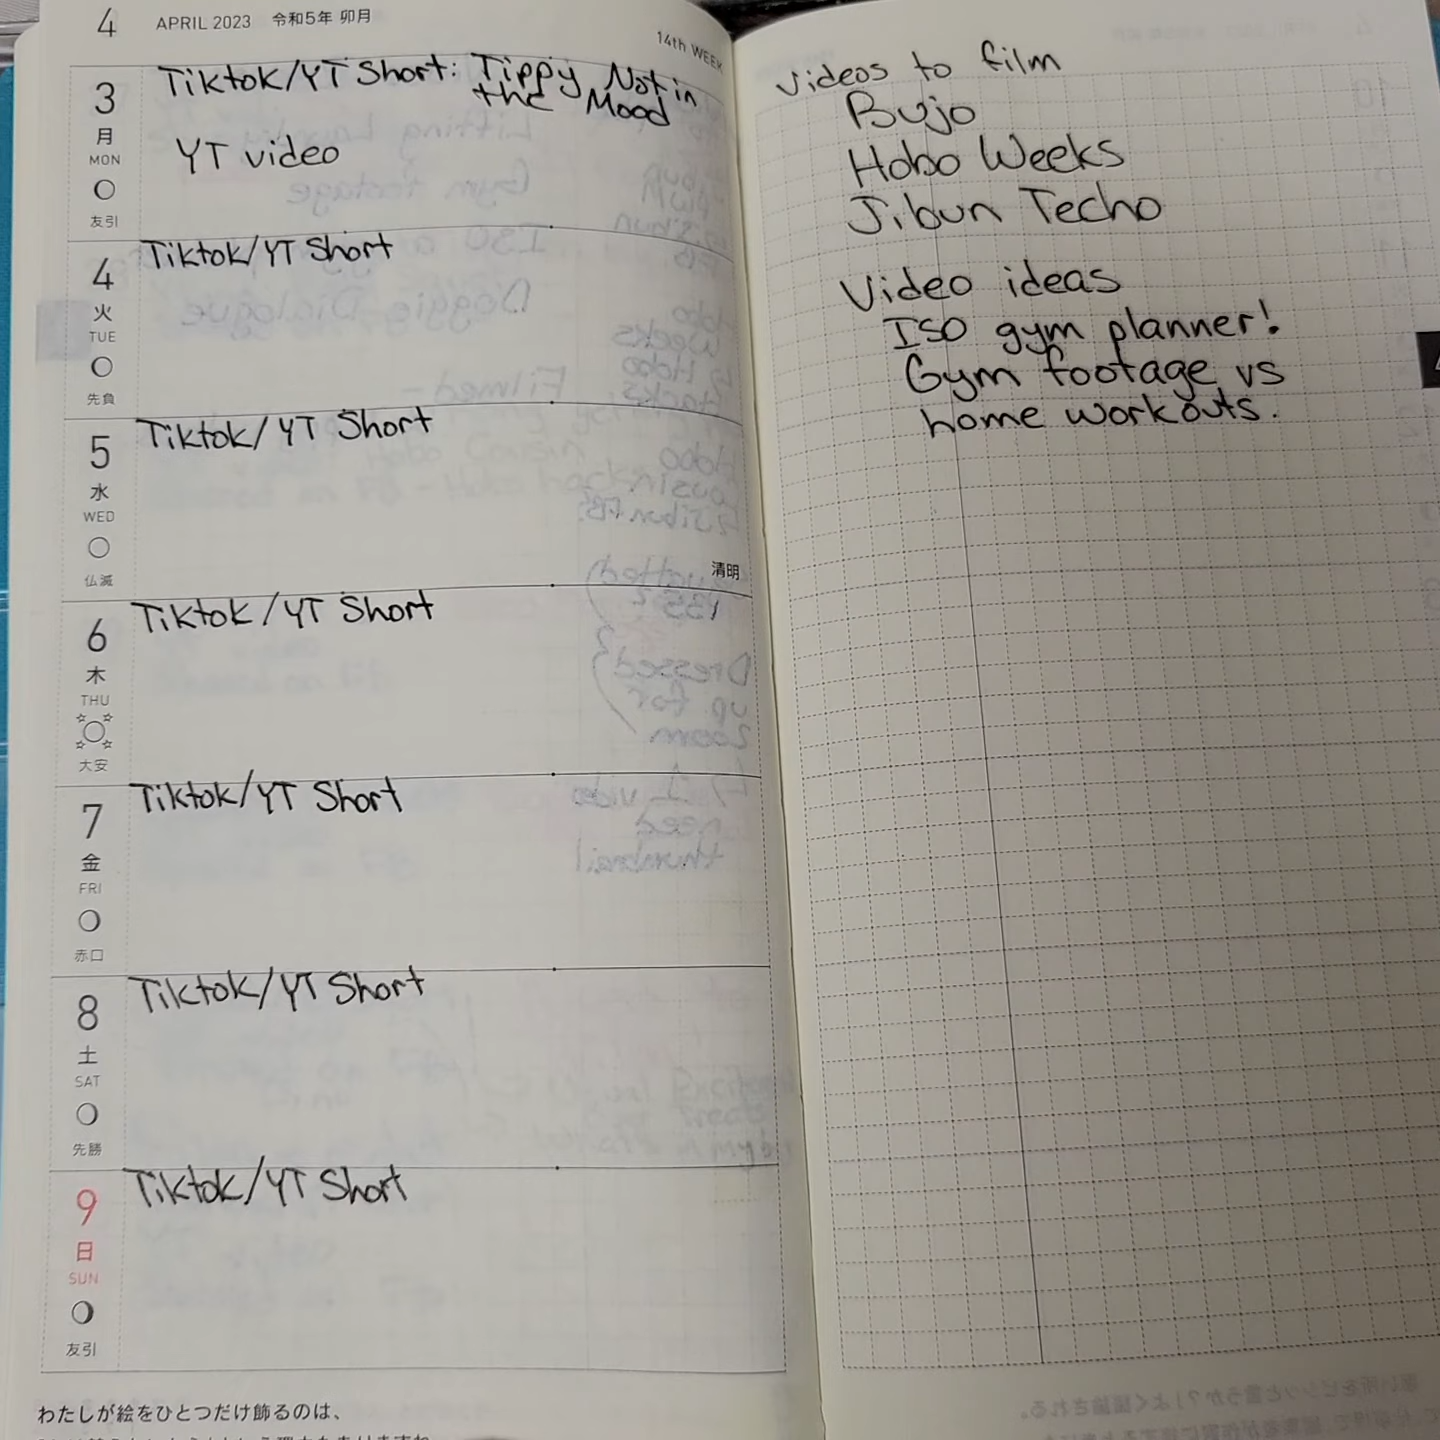 4 APRIL 2023 令和5年 卯月
14th WEEK
3
月
MON
友引
Tiktok/YT Short: Tippy Not in
the Mood
YT video
4
火
TUE
先負
Tiktok/YT Short
5
水
WED
仏滅
Tiktok/YT Short
清明
6
木
THU
大安
Tiktok/YT Short
7
金
FRI
赤口
Tiktok/YT Short
8
土
SAT
先勝
Tiktok/YT Short
9
日
SUN
友引
Tiktok/YT Short
わたしが絵をひとつだけ飾るのは、
Videos to film
Bujo
Hobo Weeks
Jibun Techo
Video ideas
ISO gym planner!
Gym footage vs
home workouts.